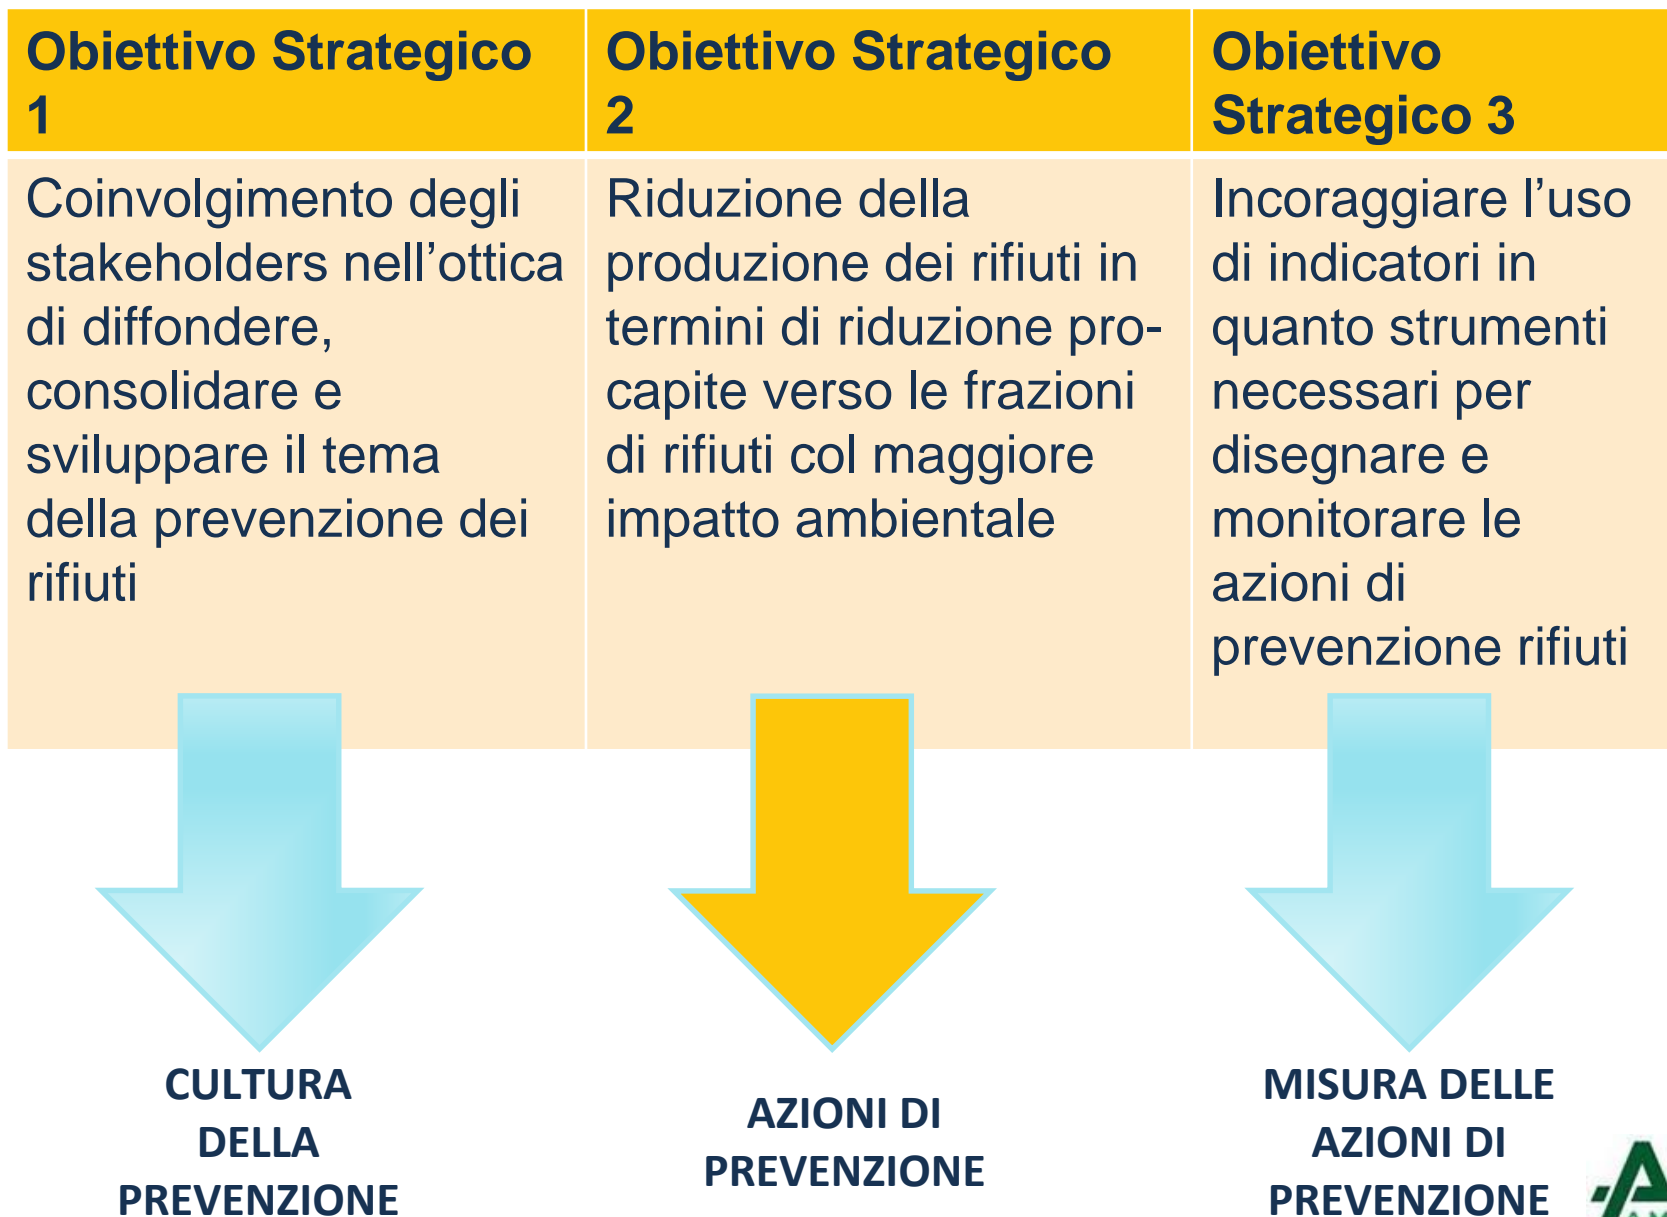 Obiettivo Strategico
1
Obiettivo Strategico
2
Obiettivo
Strategico 3
Coinvolgimento degli
stakeholders nell'ottica
di diffondere,
consolidare e
sviluppare il tema
della prevenzione dei
rifiuti
Riduzione della
produzione dei rifiuti in
termini di riduzione pro-
capite verso le frazioni
di rifiuti col maggiore
impatto ambientale
Incoraggiare l'uso
di indicatori in
quanto strumenti
necessari per
disegnare e
monitorare le
azioni di
prevenzione rifiuti
CULTURA
DELLA
PREVENZIONE
AZIONI DI
PREVENZIONE
MISURA DELLE
AZIONI DI
PREVENZIONE